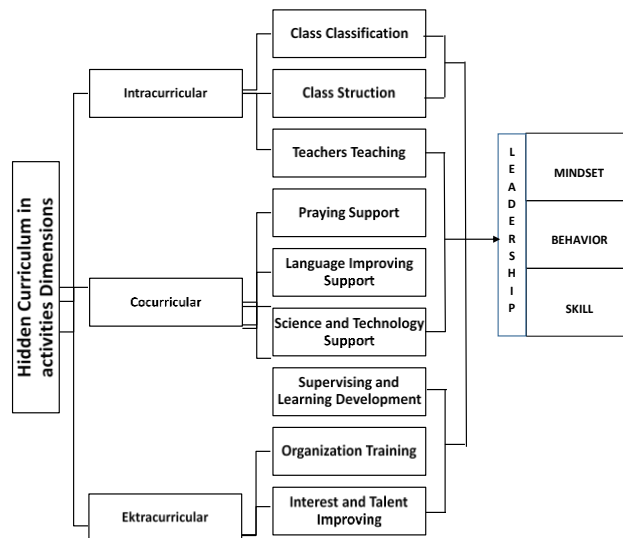 Hidden Curriculum in
activities Dimensions
Intracurricular
Cocurricular
Ektracurricular
Class Classification
Class Struction
Teachers Teaching
Praying Support
Language Improving
Support
Science and Technology
Support
Supervising and
Learning Development
Organization Training
Interest and Talent
Improving
LEADERSHIP
MINDSET
BEHAVIOR
SKILL